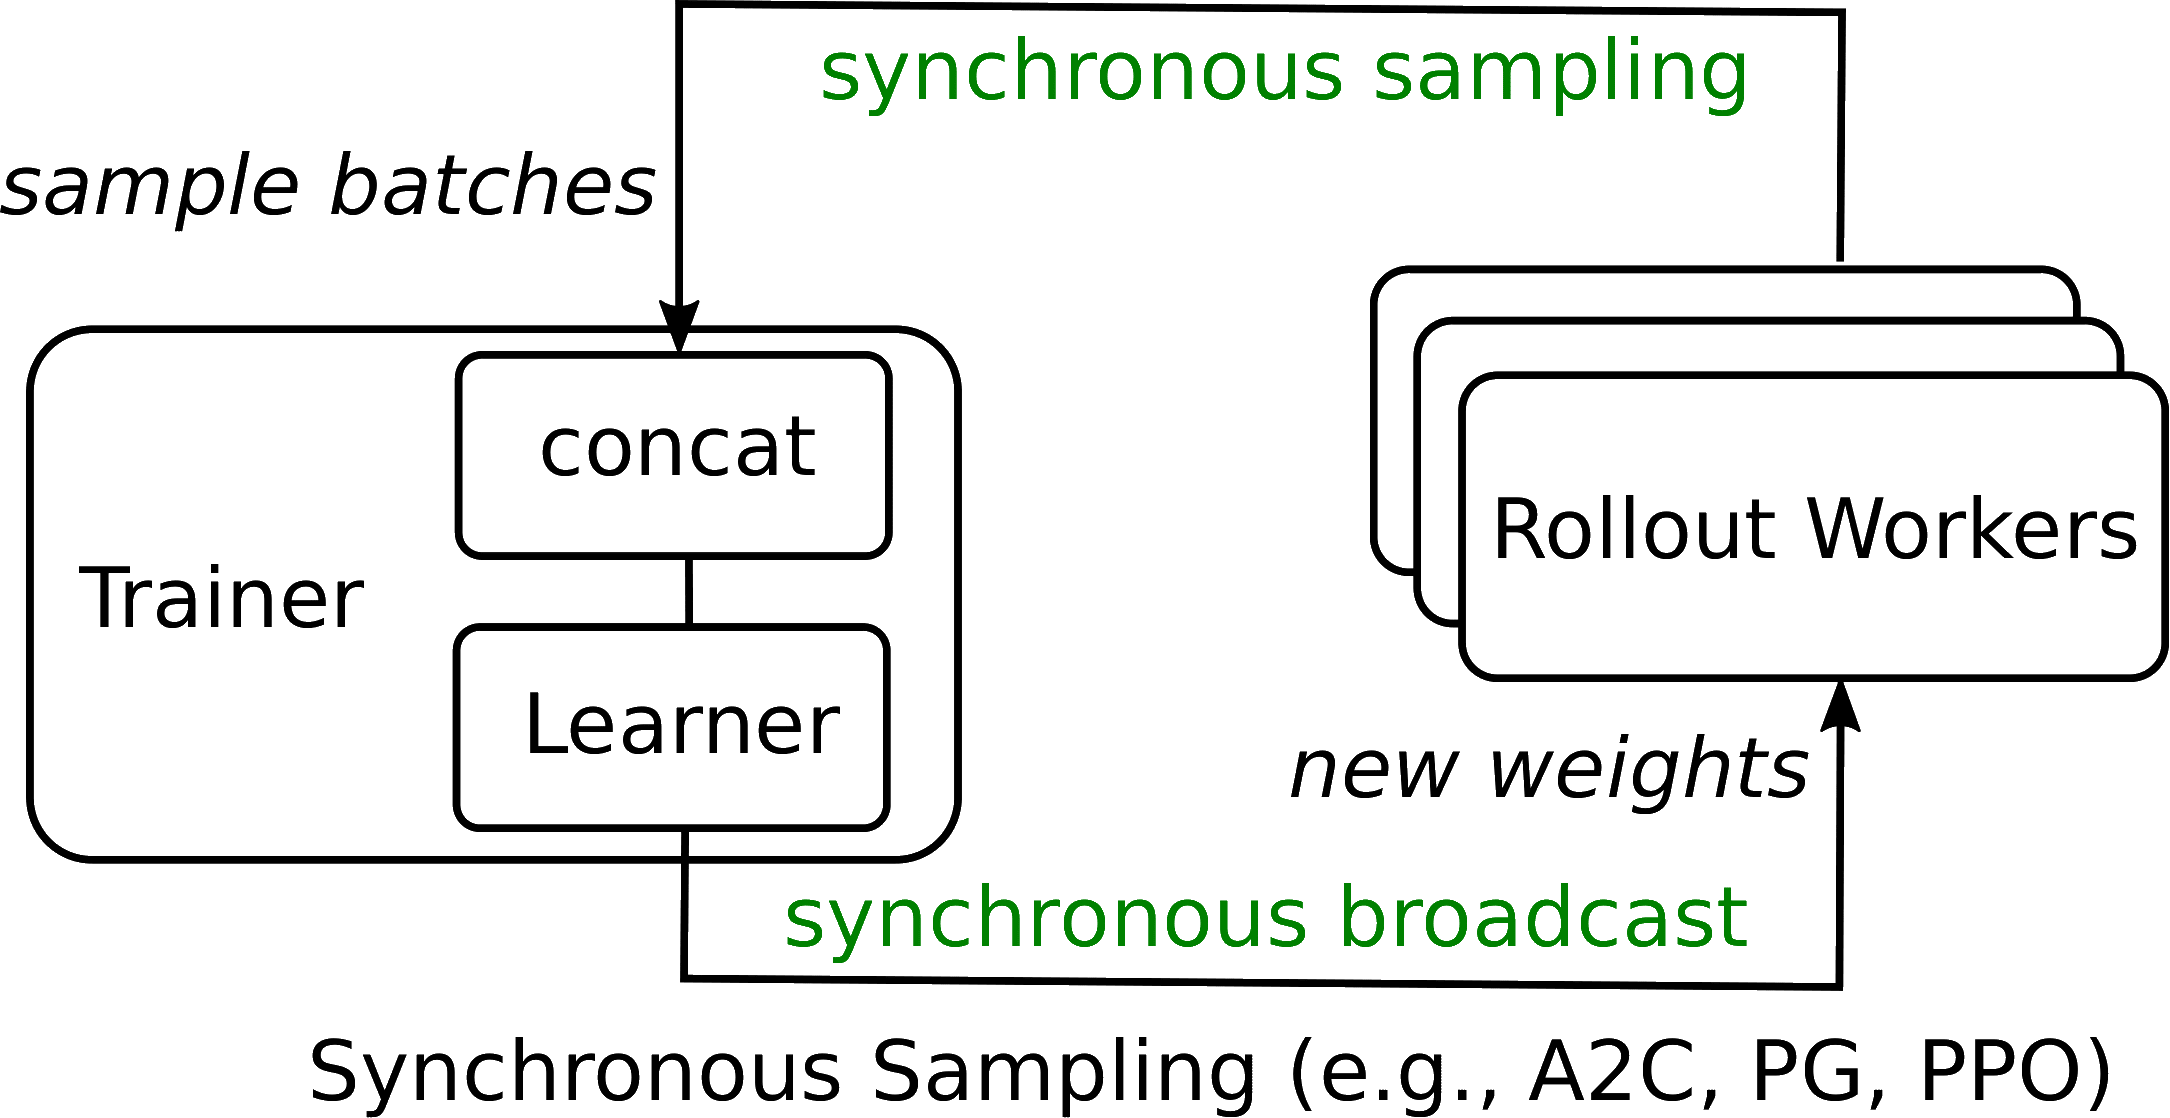 synchronous sampling
sample batches
concat
Trainer
Learner
Rollout Workers
new weights
synchronous broadcast
Synchronous Sampling (e.g., A2C, PG, PPO)